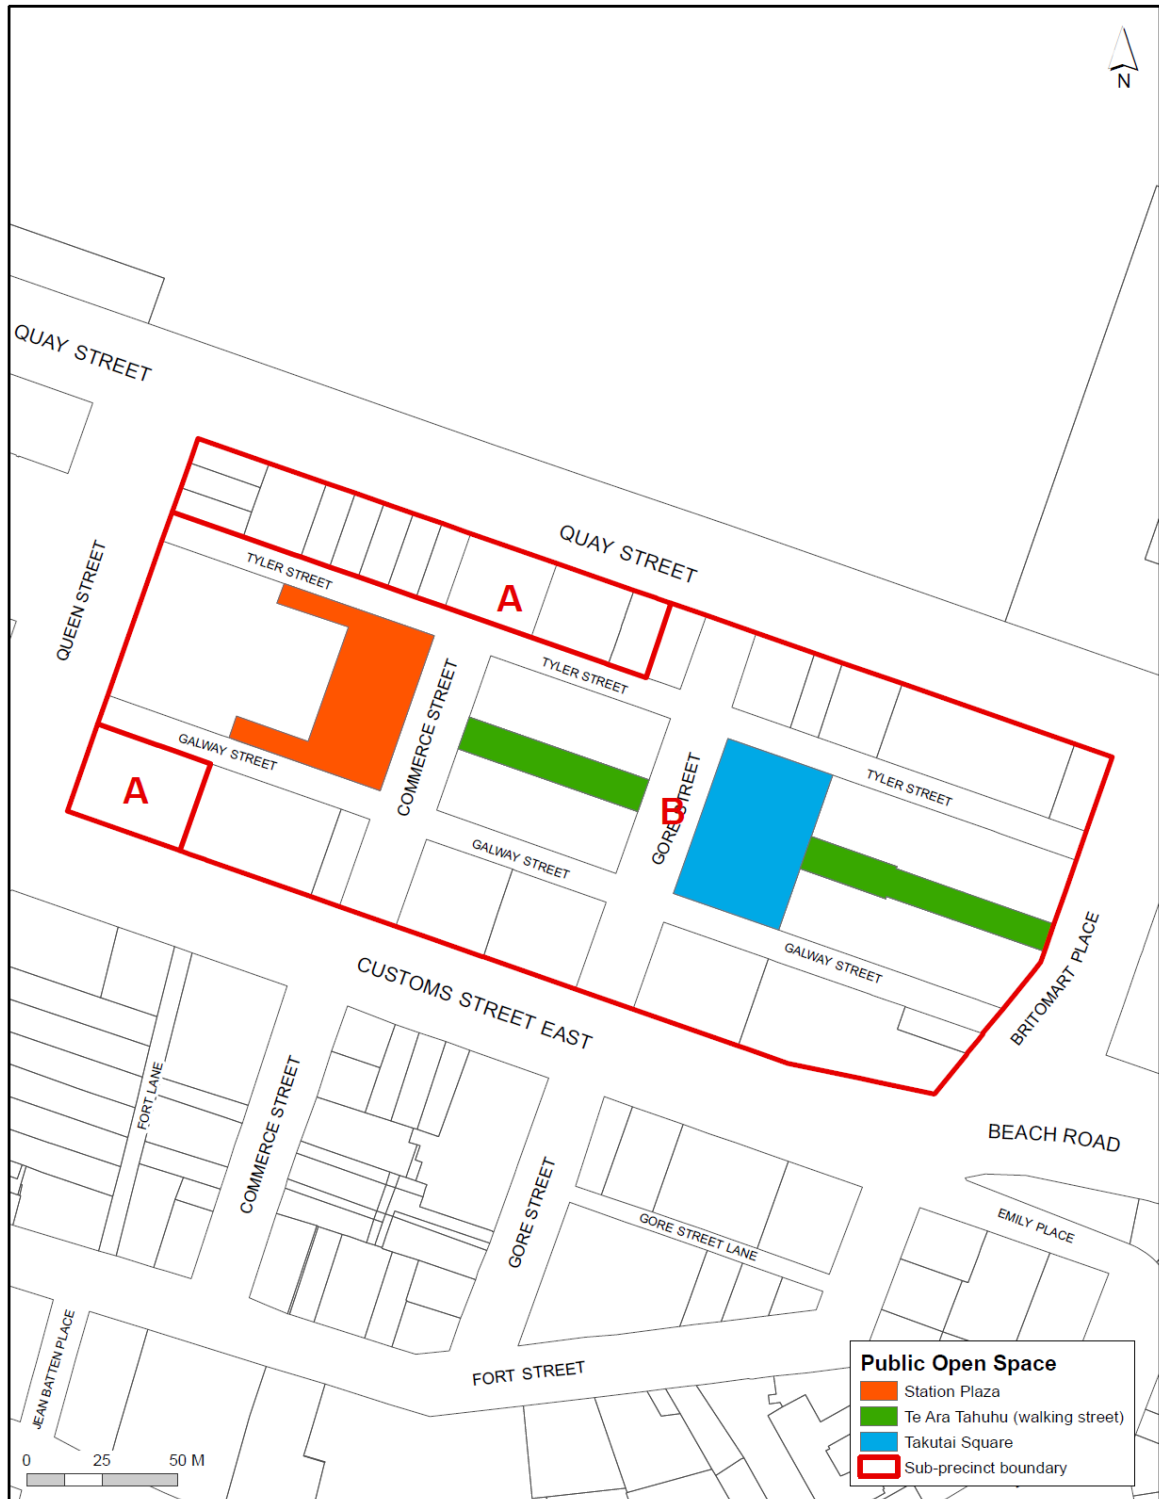 N
QUAY STREET
QUAY STREET
QUEEN STREET
TYLER STREET
A
TYLER STREET
COMMERCE STREET
GALWAY STREET
A
GORE STREET
B
TYLER STREET
GALWAY STREET
GALWAY STREET
BRITOMART PLACE
CUSTOMS STREET EAST
FORT LANE
COMMERCE STREET
GORE STREET
BEACH ROAD
GORE STREET LANE
EMILY PLACE
JEAN BATTEN PLACE
FORT STREET
Public Open Space
Station Plaza
Te Ara Tahuhu (walking street)
Takutai Square
Sub-precinct boundary
0 25 50 M